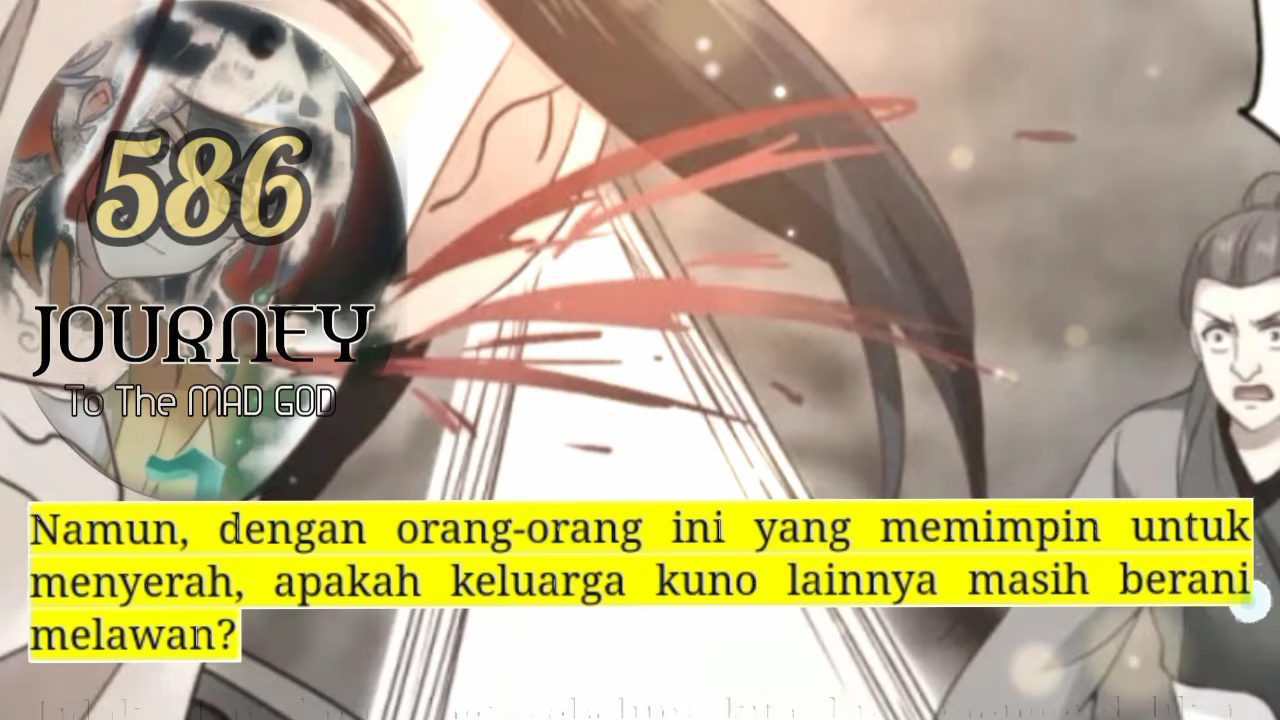 586
JOURNEY
To The MAD GOD
Namun, dengan orang-orang ini yang memimpin untuk
menyerah, apakah keluarga kuno lainnya masih berani
melawan?